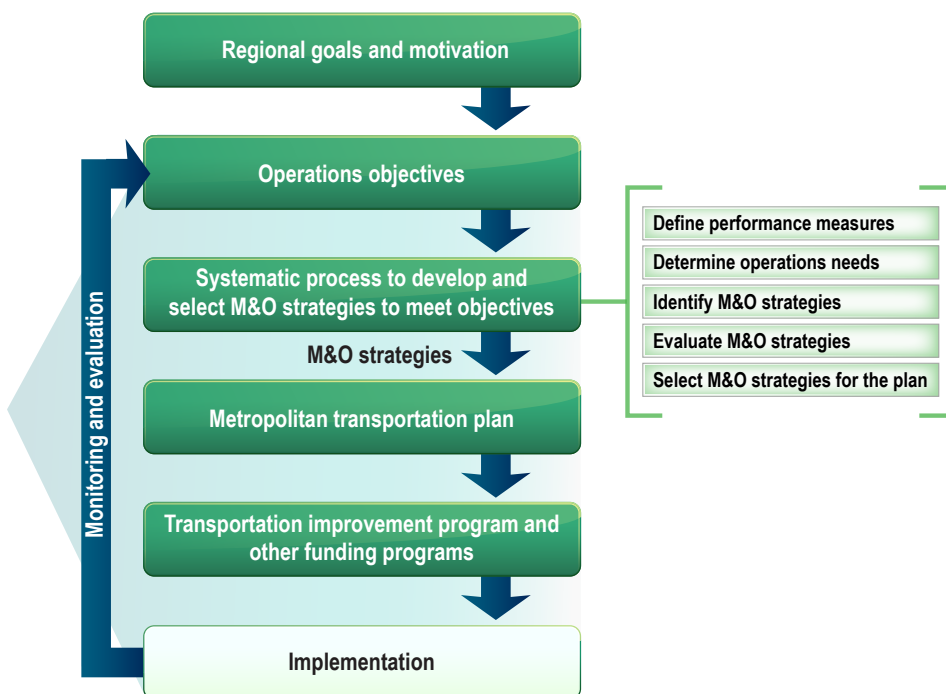 Regional goals and motivation
Operations objectives
Systematic process to develop and
select M&O strategies to meet objectives
Define performance measures
Determine operations needs
Identify M&O strategies
Evaluate M&O strategies
Select M&O strategies for the plan
M&O strategies
Metropolitan transportation plan
Transportation improvement program and
other funding programs
Implementation
Monitoring and evaluation